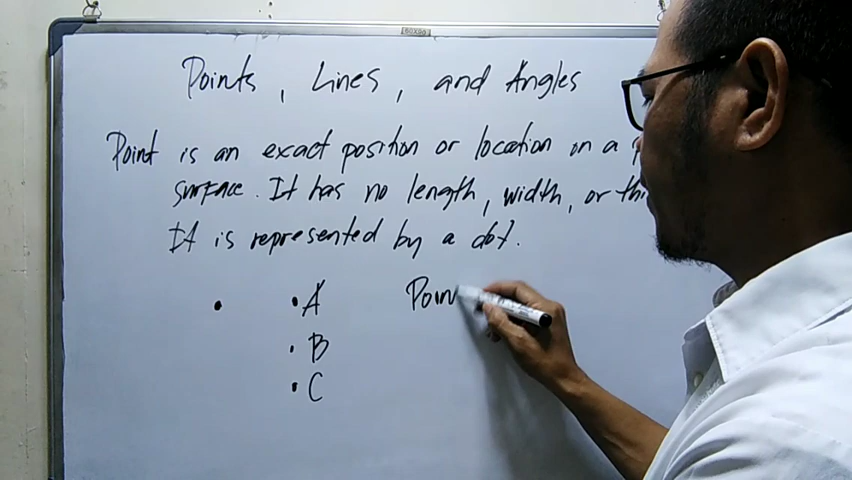 Points, Lines, and Angles
Point is an exact position or location on a
surface. It has no length, width, or
It is represented by a dot.
A Poin
B
C